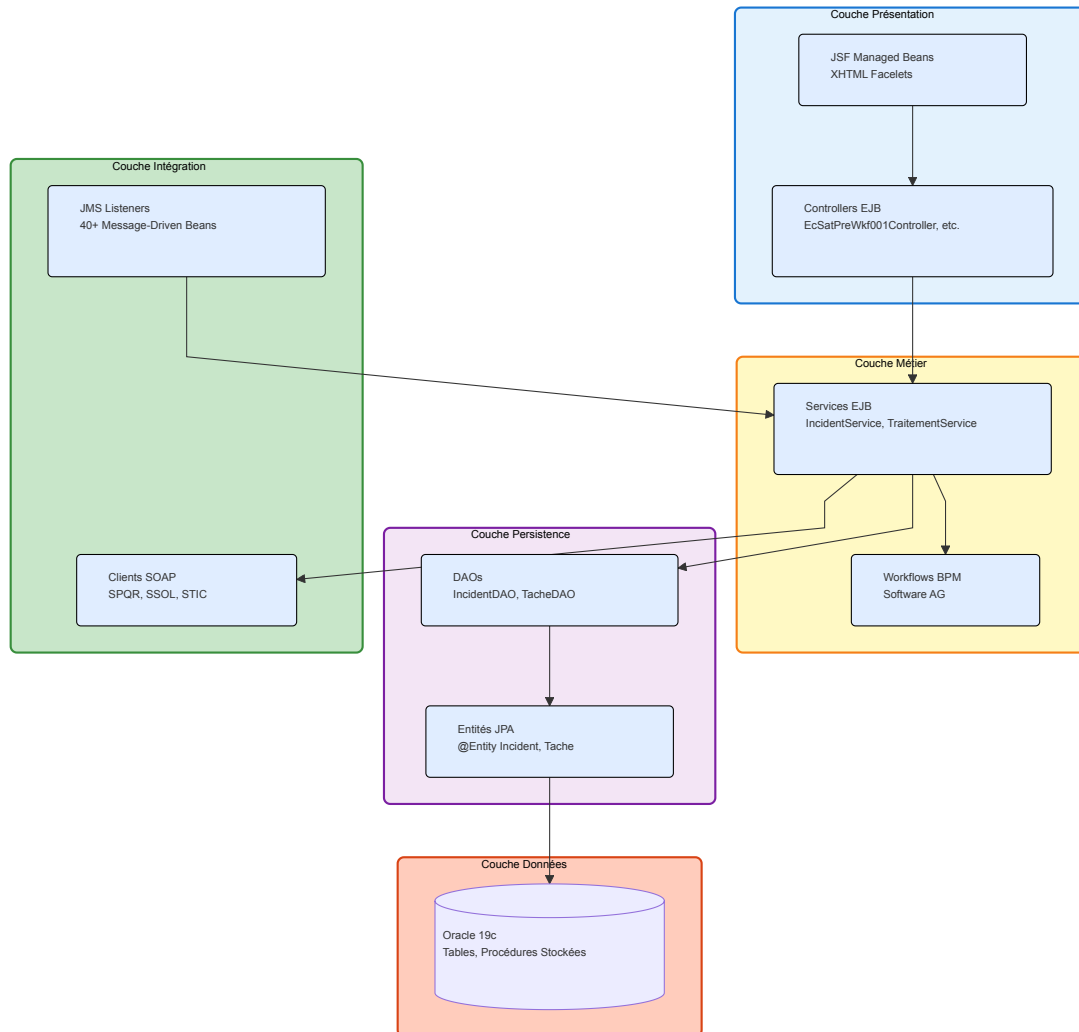 Couche Présentation
JSF Managed Beans
XHTML Facelets
Controllers EJB
EcSatPreWkf001Controller, etc.
Couche Intégration
JMS Listeners
40+ Message-Driven Beans
Clients SOAP
SPQR, SSOL, STIC
Couche Métier
Services EJB
IncidentService, TraitementService
Workflows BPM
Software AG
Couche Persistence
DAOs
IncidentDAO, TacheDAO
Entités JPA
@Entity Incident, Tache
Couche Données
Oracle 19c
Tables, Procédures Stockées